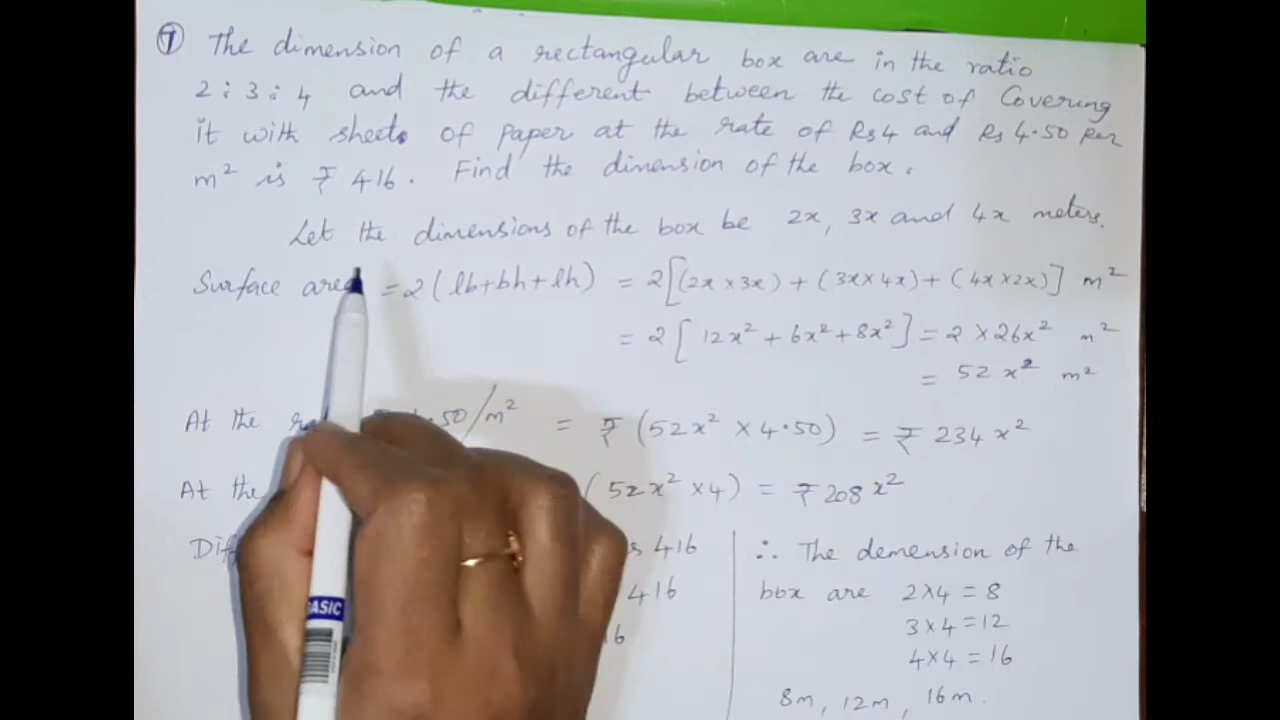 7 The dimension of a rectangular box are in the ratio
2 : 3 : 4 and the different between the cost of Covering
it with sheets of paper at the rate of Rs 4 and Rs 4.50 per
m² is ₹ 416. Find the dimension of the box.
Let the dimensions of the box be 2x, 3x and 4x meters.
Surface area = 2(lb+bh+lh) = 2[(2x×3x) + (3x×4x) + (4x×2x)] m²
= 2[12x² + 6x² + 8x²] = 2 × 26x² m²
= 52 x² m²
At the .50/m² = ₹ (52x² × 4.50) = ₹ 234 x²
At the (52x² × 4) = ₹ 208 x²
416
416
16
∴ The demension of the
box are 2×4 = 8
3×4 = 12
4×4 = 16
8m, 12m, 16m.
BASIC